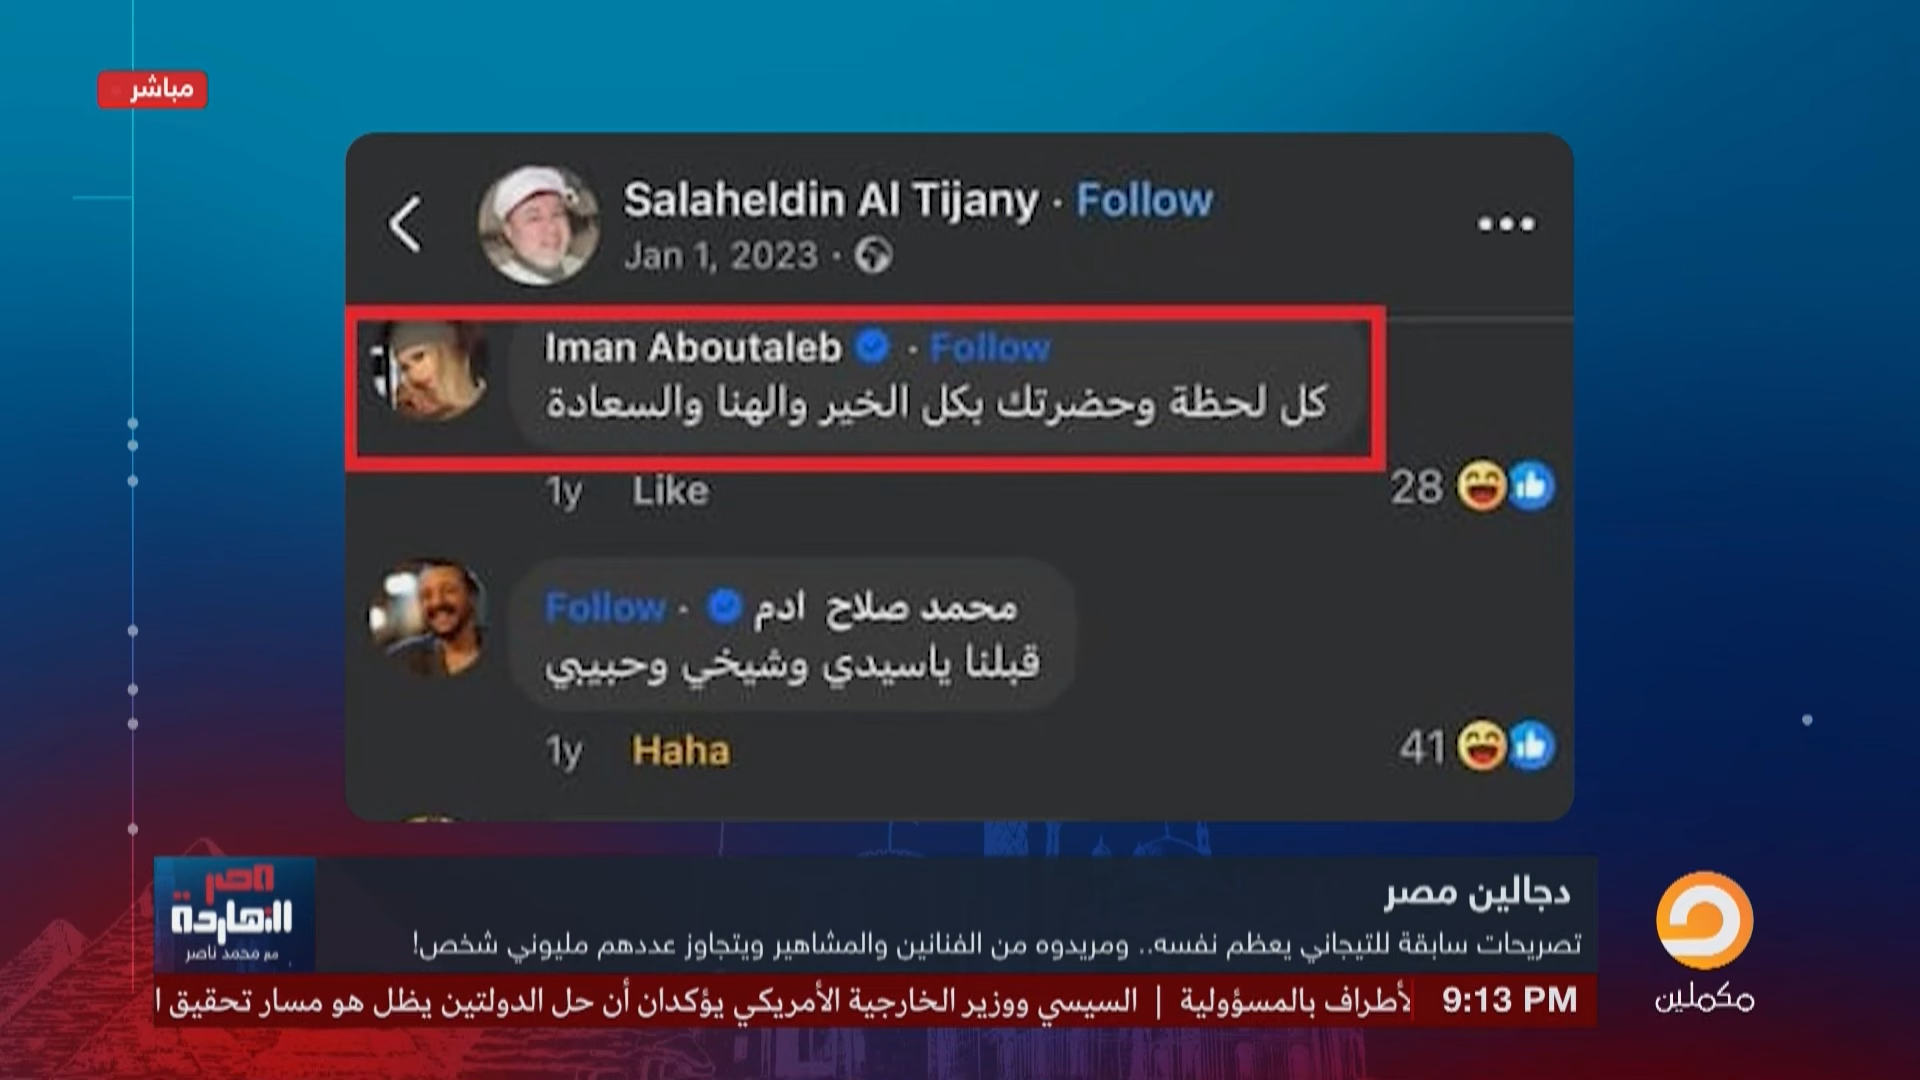 مباشر
Salaheldin Al Tijany · Follow
Jan 1, 2023 ·
Iman Aboutaleb · Follow
كل لحظة وحضرتك بكل الخير والهنا والسعادة
1y Like 28
محمد صلاح ادم · Follow
قبلنا ياسيدي وشيخي وحبيبي
1y Haha 41
دجالين مصر
تصريحات سابقة للتيجاني يعظم نفسه.. ومريدوه من الفنانين والمشاهير ويتجاوز عددهم مليوني شخص!
مصر
النهاردة
مع محمد ناصر
9:13 PM لأطراف بالمسؤولية | السيسي ووزير الخارجية الأمريكي يؤكدان أن حل الدولتين يظل هو مسار تحقيق ا
مكملين